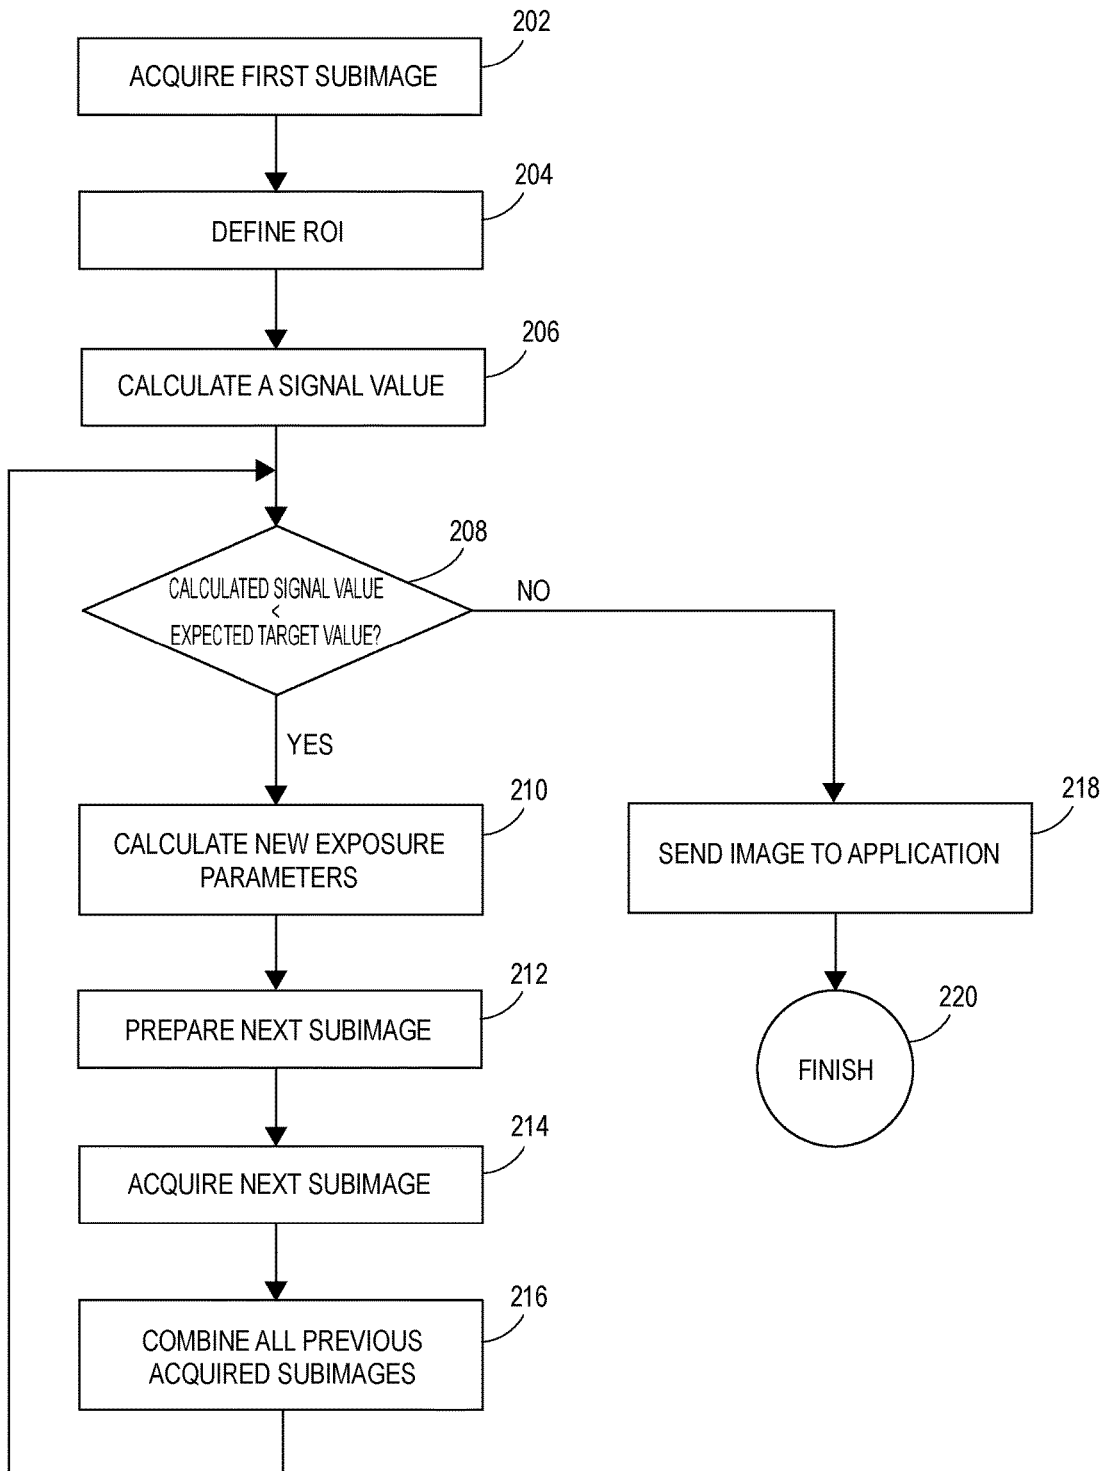 202
ACQUIRE FIRST SUBIMAGE
204
DEFINE ROI
206
CALCULATE A SIGNAL VALUE
208
CALCULATED SIGNAL VALUE
<
EXPECTED TARGET VALUE?
NO
YES
210
CALCULATE NEW EXPOSURE
PARAMETERS
218
SEND IMAGE TO APPLICATION
212
PREPARE NEXT SUBIMAGE
220
FINISH
214
ACQUIRE NEXT SUBIMAGE
216
COMBINE ALL PREVIOUS
ACQUIRED SUBIMAGES